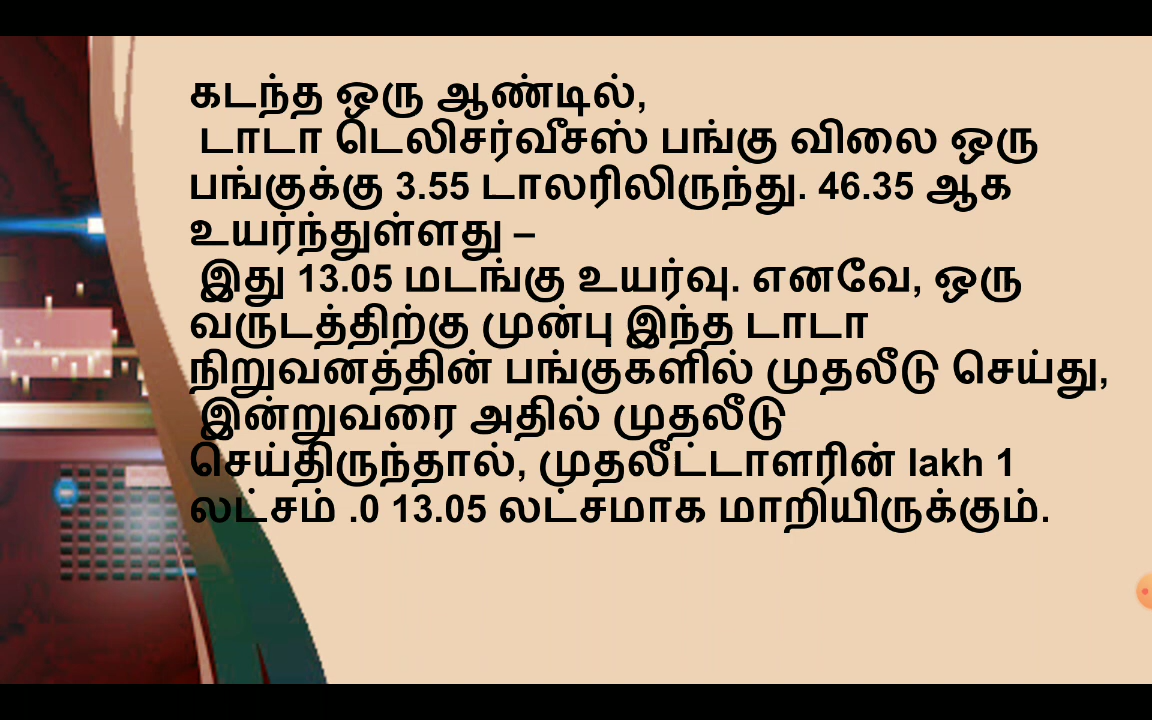 கடந்த ஒரு ஆண்டில்,
டாடா டெலிசர்வீசஸ் பங்கு விலை ஒரு
பங்குக்கு 3.55 டாலரிலிருந்து. 46.35 ஆக
உயர்ந்துள்ளது –
இது 13.05 மடங்கு உயர்வு. எனவே, ஒரு
வருடத்திற்கு முன்பு இந்த டாடா
நிறுவனத்தின் பங்குகளில் முதலீடு செய்து,
இன்றுவரை அதில் முதலீடு
செய்திருந்தால், முதலீட்டாளரின் lakh 1
லட்சம் .0 13.05 லட்சமாக மாறியிருக்கும்.